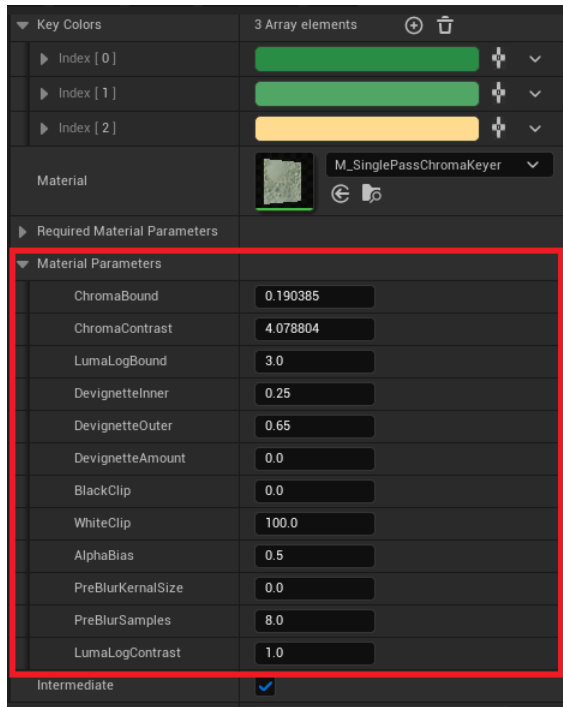 Key Colors 3 Array elements
Index [ 0 ]
Index [ 1 ]
Index [ 2 ]
Material M_SinglePassChromaKeyer
Required Material Parameters
Material Parameters
ChromaBound 0.190385
ChromaContrast 4.078804
LumaLogBound 3.0
DevignetteInner 0.25
DevignetteOuter 0.65
DevignetteAmount 0.0
BlackClip 0.0
WhiteClip 100.0
AlphaBias 0.5
PreBlurKernalSize 0.0
PreBlurSamples 8.0
LumaLogContrast 1.0
Intermediate